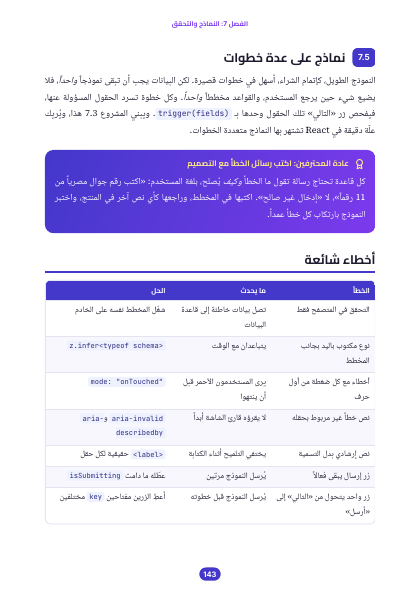 الفصل 7: النماذج والتحقق
7.5 نماذج على عدة خطوات
النموذج الطويل، كإتمام الشراء، أسهل في خطوات قصيرة. لكن البيانات يجب أن تبقى نموذجاً واحداً، فلا
يضيع شيء حين يرجع المستخدم، والقواعد مخططاً واحداً. وكل خطوة تسرد الحقول المسؤولة عنها،
فيفحص زر «التالي» تلك الحقول وحدها بـ trigger(fields). ويبني المشروع 7.3 هذا، ويُريك
علّة دقيقة في React تشتهر بها النماذج متعددة الخطوات.
عادة المحترفين: اكتب رسائل الخطأ مع التصميم
كل قاعدة تحتاج رسالة تقول ما الخطأ وكيف يُصلح، بلغة المستخدم: «اكتب رقم جوال مصرياً من
11 رقماً»، لا «إدخال غير صالح». اكتبها في المخطط، وراجعها كأي نص آخر في المنتج، واختبر
النموذج بارتكاب كل خطأ عمداً.
أخطاء شائعة
الخطأ ما يحدث الحل
التحقق في المتصفح فقط تصل بيانات خاطئة إلى قاعدة البيانات شغّل المخطط نفسه على الخادم
نوع مكتوب باليد بجانب المخطط يتباعدان مع الوقت z.infer<typeof schema>
أخطاء مع كل ضغطة من أول حرف يرى المستخدمون الأحمر قبل أن ينتهوا mode: "onTouched"
نص خطأ غير مربوط بحقله لا يقرؤه قارئ الشاشة أبداً aria-invalid و aria-describedby
نص إرشادي بدل التسمية يختفي التلميح أثناء الكتابة <label> حقيقية لكل حقل
زر إرسال يبقى فعالاً يُرسل النموذج مرتين عطّله ما دامت isSubmitting
زر واحد يتحول من «التالي» إلى «أرسل» يُرسل النموذج قبل خطوته أعطِ الزرين مفتاحين key مختلفين
143